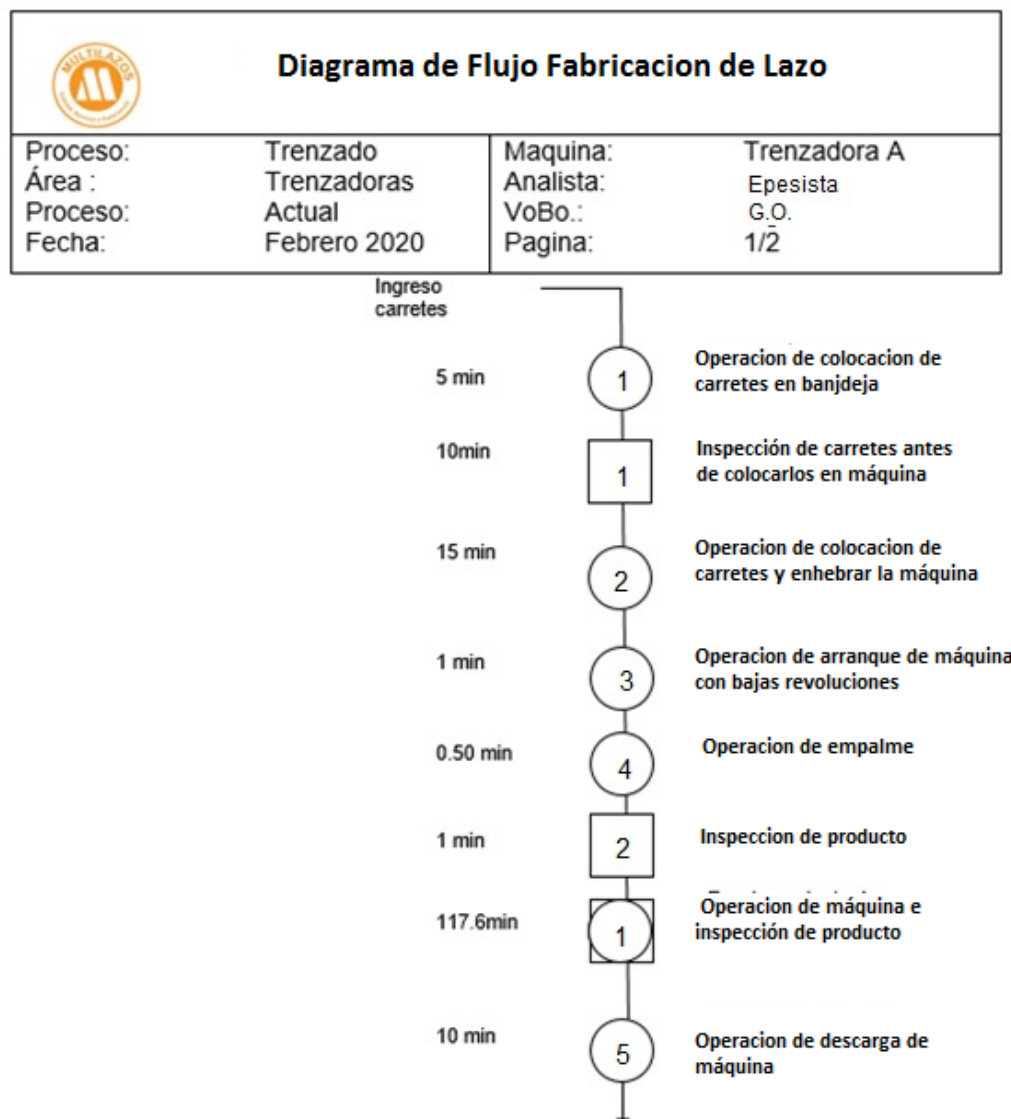 MULTILAZOS
Diagrama de Flujo Fabricacion de Lazo
Proceso: Trenzado Maquina: Trenzadora A
Área : Trenzadoras Analista: Epesista
Proceso: Actual VoBo.: G.O.
Fecha: Febrero 2020 Pagina: 1/2
Ingreso
carretes
5 min 1 Operacion de colocacion de
carretes en banjdeja
10min 1 Inspección de carretes antes
de colocarlos en máquina
15 min 2 Operacion de colocacion de
carretes y enhebrar la máquina
1 min 3 Operacion de arranque de máquina
con bajas revoluciones
0.50 min 4 Operacion de empalme
1 min 2 Inspeccion de producto
117.6min 1 Operacion de máquina e
inspección de producto
10 min 5 Operacion de descarga de
máquina